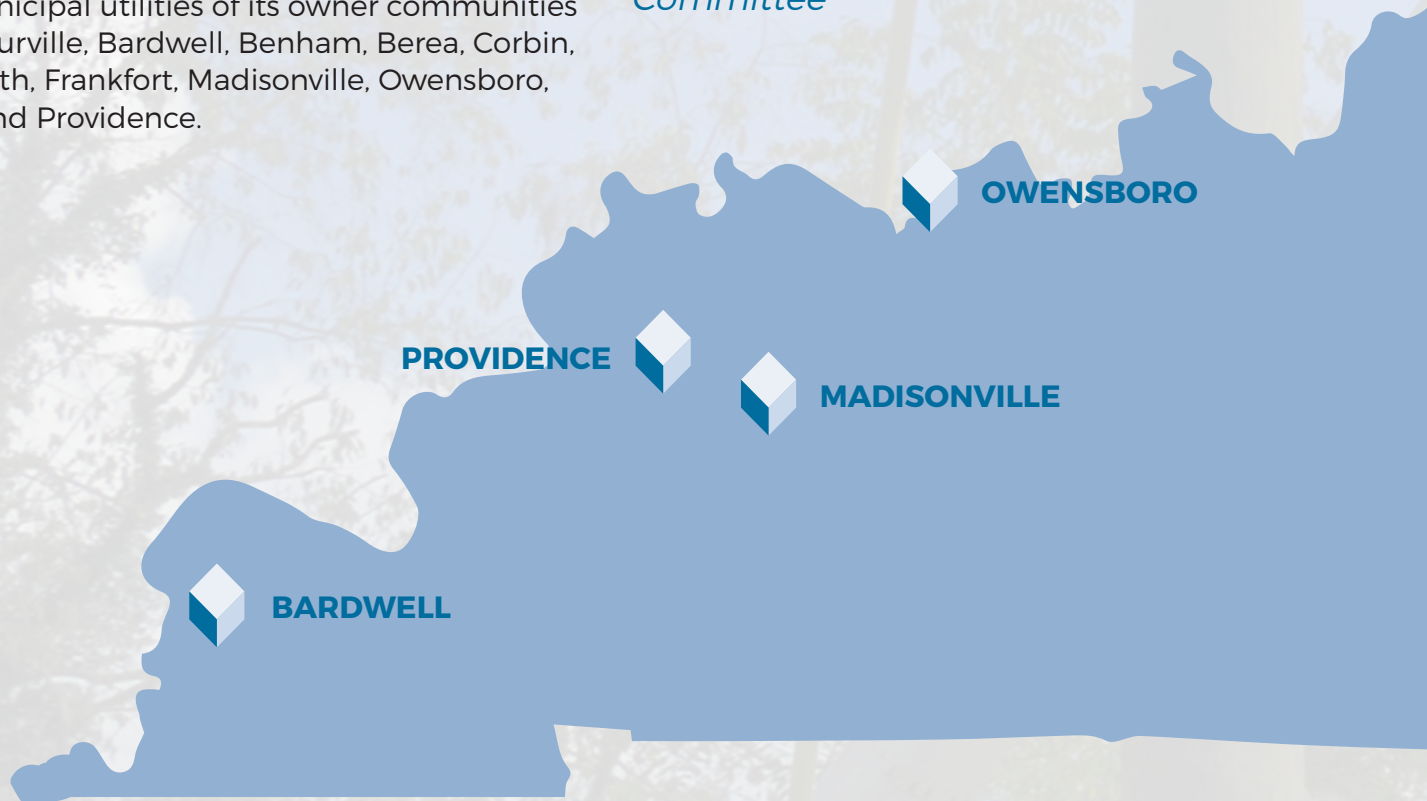 nicipal utilities of its owner communities
urville, Bardwell, Benham, Berea, Corbin,
th, Frankfort, Madisonville, Owensboro,
nd Providence.
Committee
OWENSBORO
PROVIDENCE
MADISONVILLE
BARDWELL